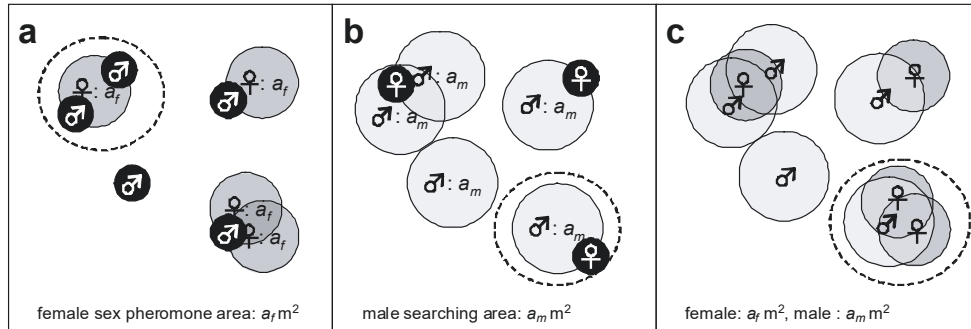 a
♀: a_f
♂
♂
♀: a_f
♂
♂
♀: a_f
♀: a_f
♂
female sex pheromone area: a_f m²
b
♀
♂: a_m
♂: a_m
♀
♂: a_m
♂: a_m
♂: a_m
♀
male searching area: a_m m²
c
♂
♀
♂
♀
♂
♂
♀
♂
♀
female: a_f m², male : a_m m²